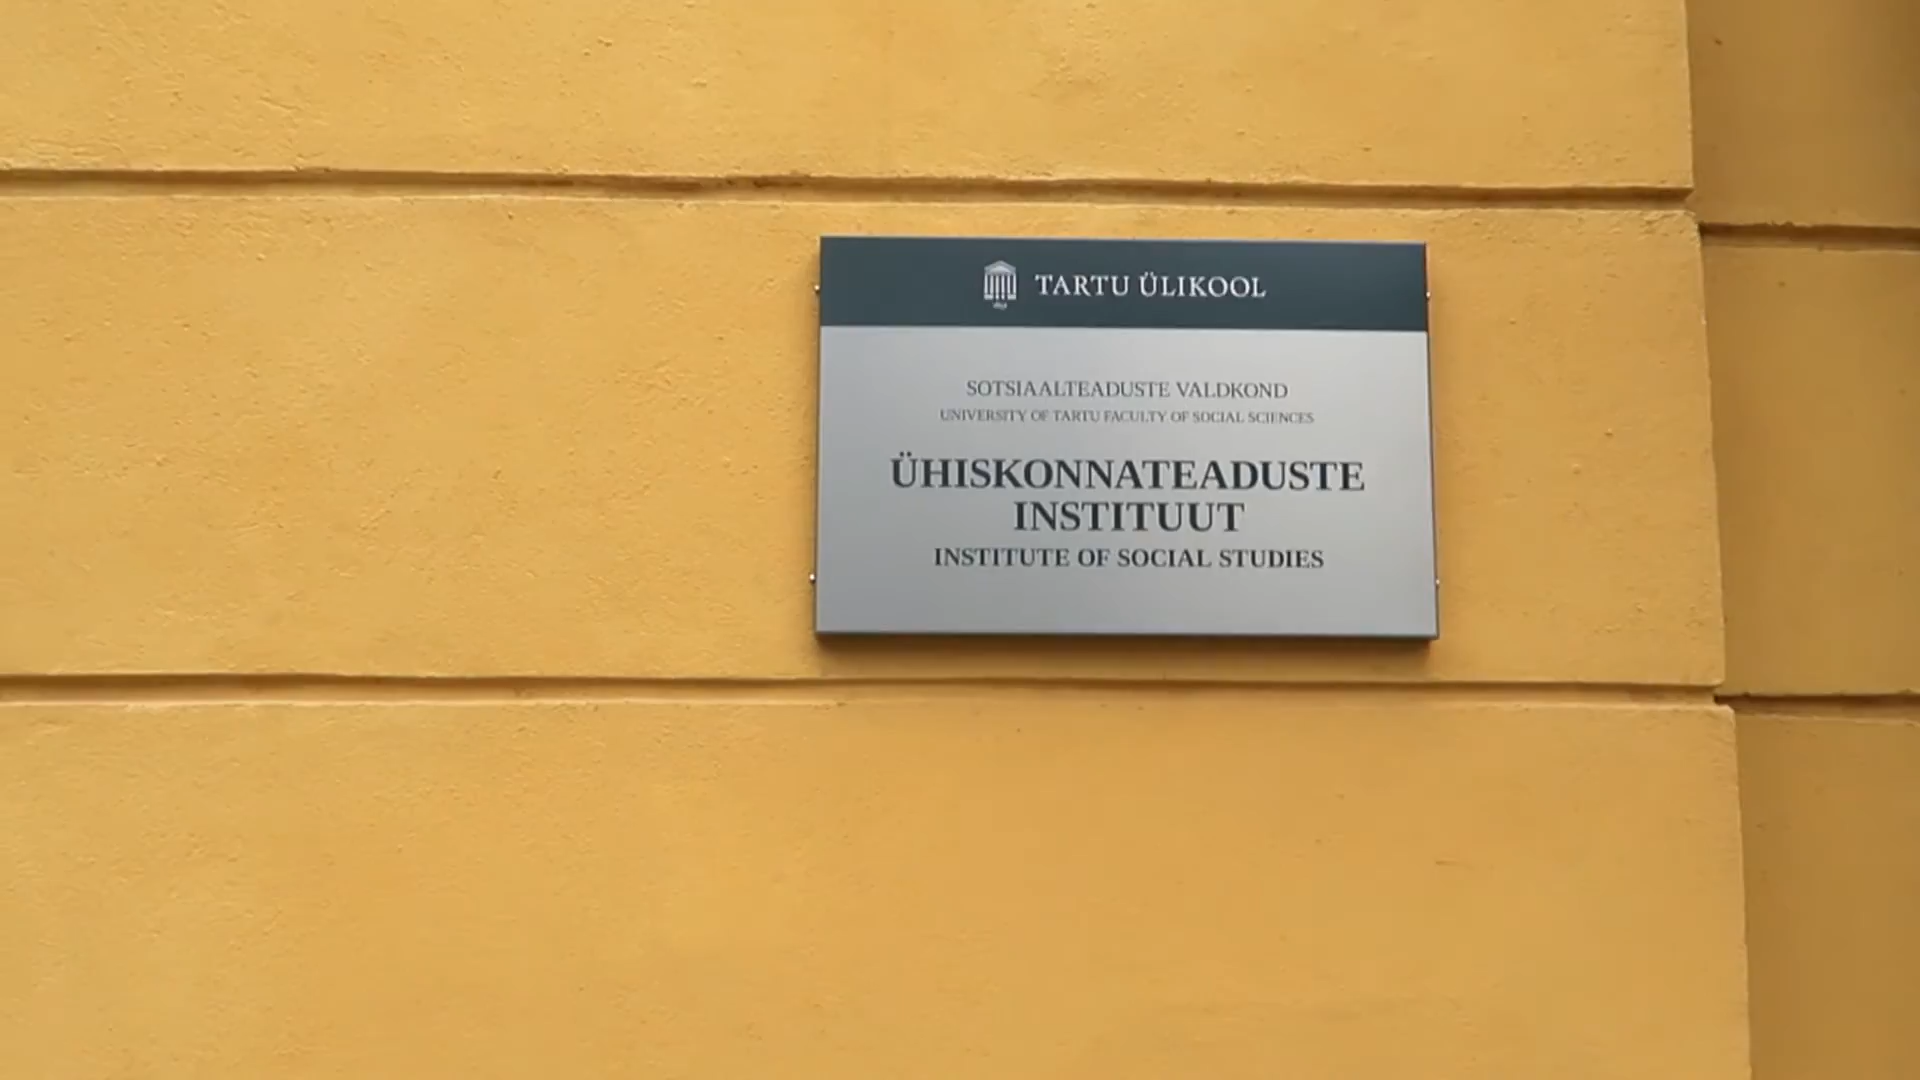 TARTU ÜLIKOOL
SOTSIAALTEADUSTE VALDKOND
UNIVERSITY OF TARTU FACULTY OF SOCIAL SCIENCES
ÜHISKONNATEADUSTE
INSTITUUT
INSTITUTE OF SOCIAL STUDIES